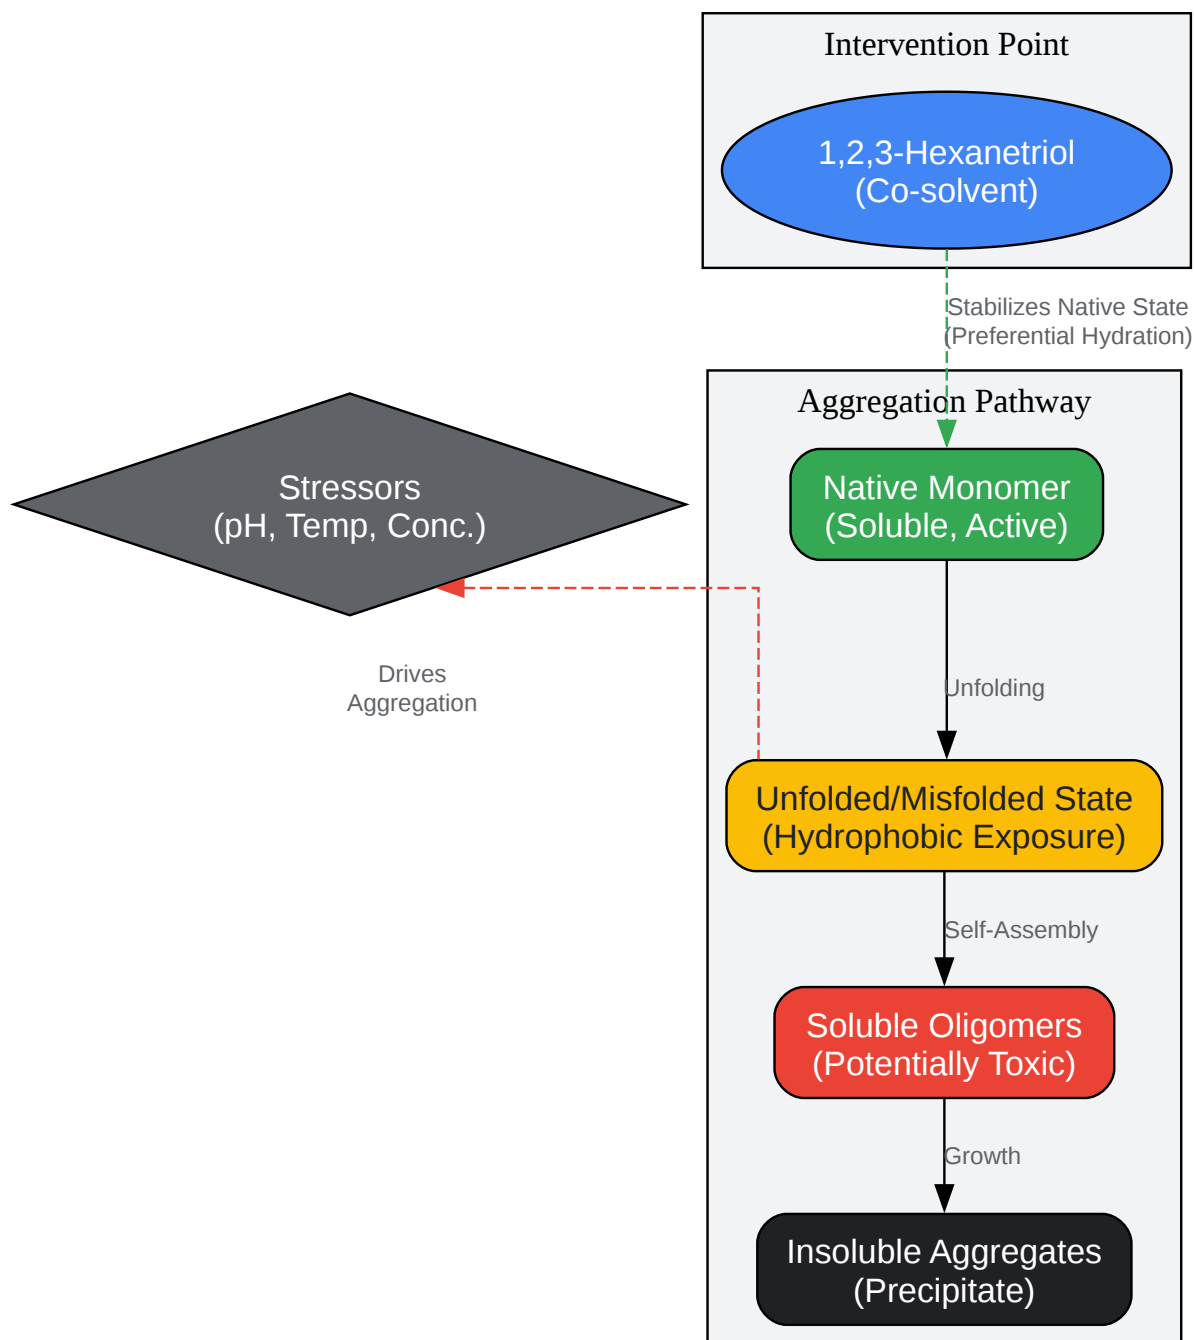 Intervention Point
1,2,3-Hexanetriol
(Co-solvent)
Stabilizes Native State
(Preferential Hydration)
Aggregation Pathway
Stressors
(pH, Temp, Conc.)
Native Monomer
(Soluble, Active)
Drives
Aggregation
Unfolding
Unfolded/Misfolded State
(Hydrophobic Exposure)
Self-Assembly
Soluble Oligomers
(Potentially Toxic)
Growth
Insoluble Aggregates
(Precipitate)